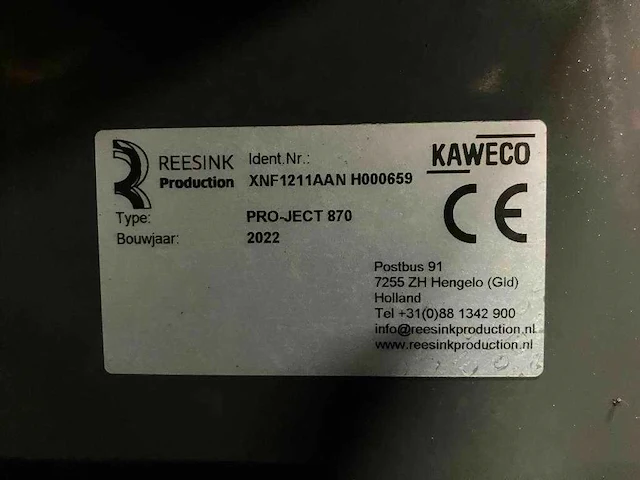 REESINK
Production
Ident.Nr.:
XNF1211AAN H000659
KAWECO
CE
Type: PRO-JECT 870
Bouwjaar: 2022
Postbus 91
7255 ZH Hengelo (Gld)
Holland
Tel +31(0)88 1342 900
info@reesinkproduction.nl
www.reesinkproduction.nl